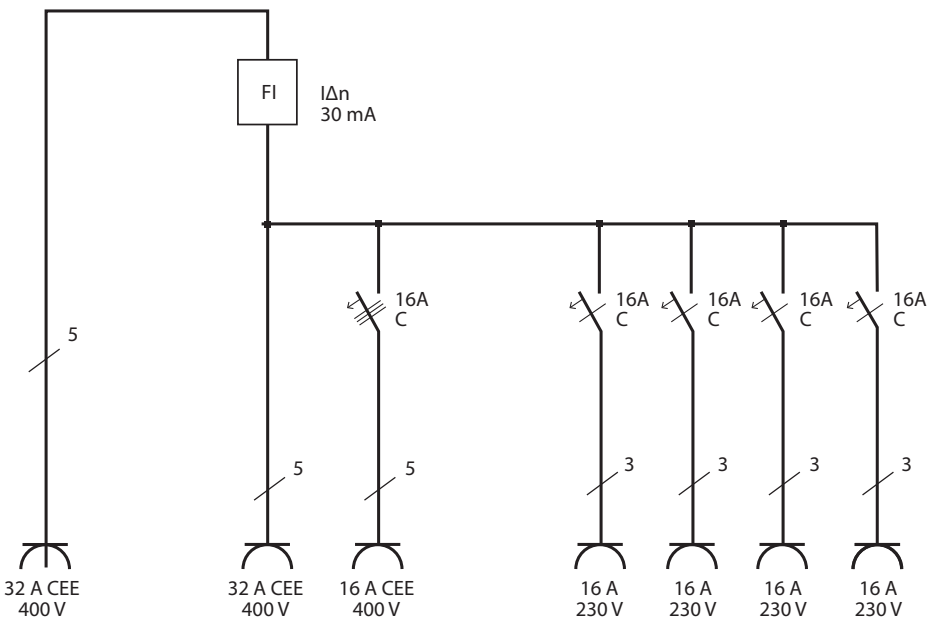 FI
IΔn
30 mA
16A
C
16A
C
16A
C
16A
C
16A
C
5
5
5
3
3
3
3
32 A CEE
400 V
32 A CEE
400 V
16 A CEE
400 V
16 A
230 V
16 A
230 V
16 A
230 V
16 A
230 V